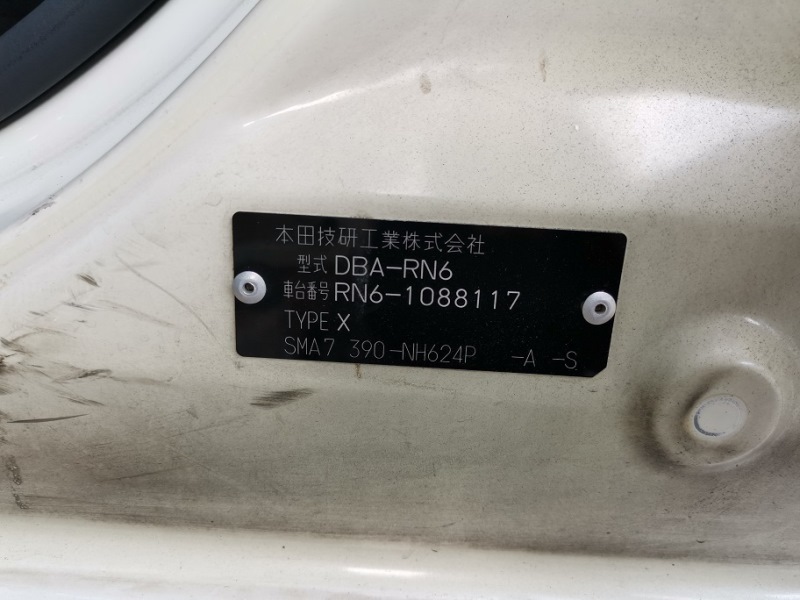 本田技研工業株式会社
型式 DBA-RN6
車台番号 RN6-1088117
TYPE X
SMA7 390-NH624P -A -S